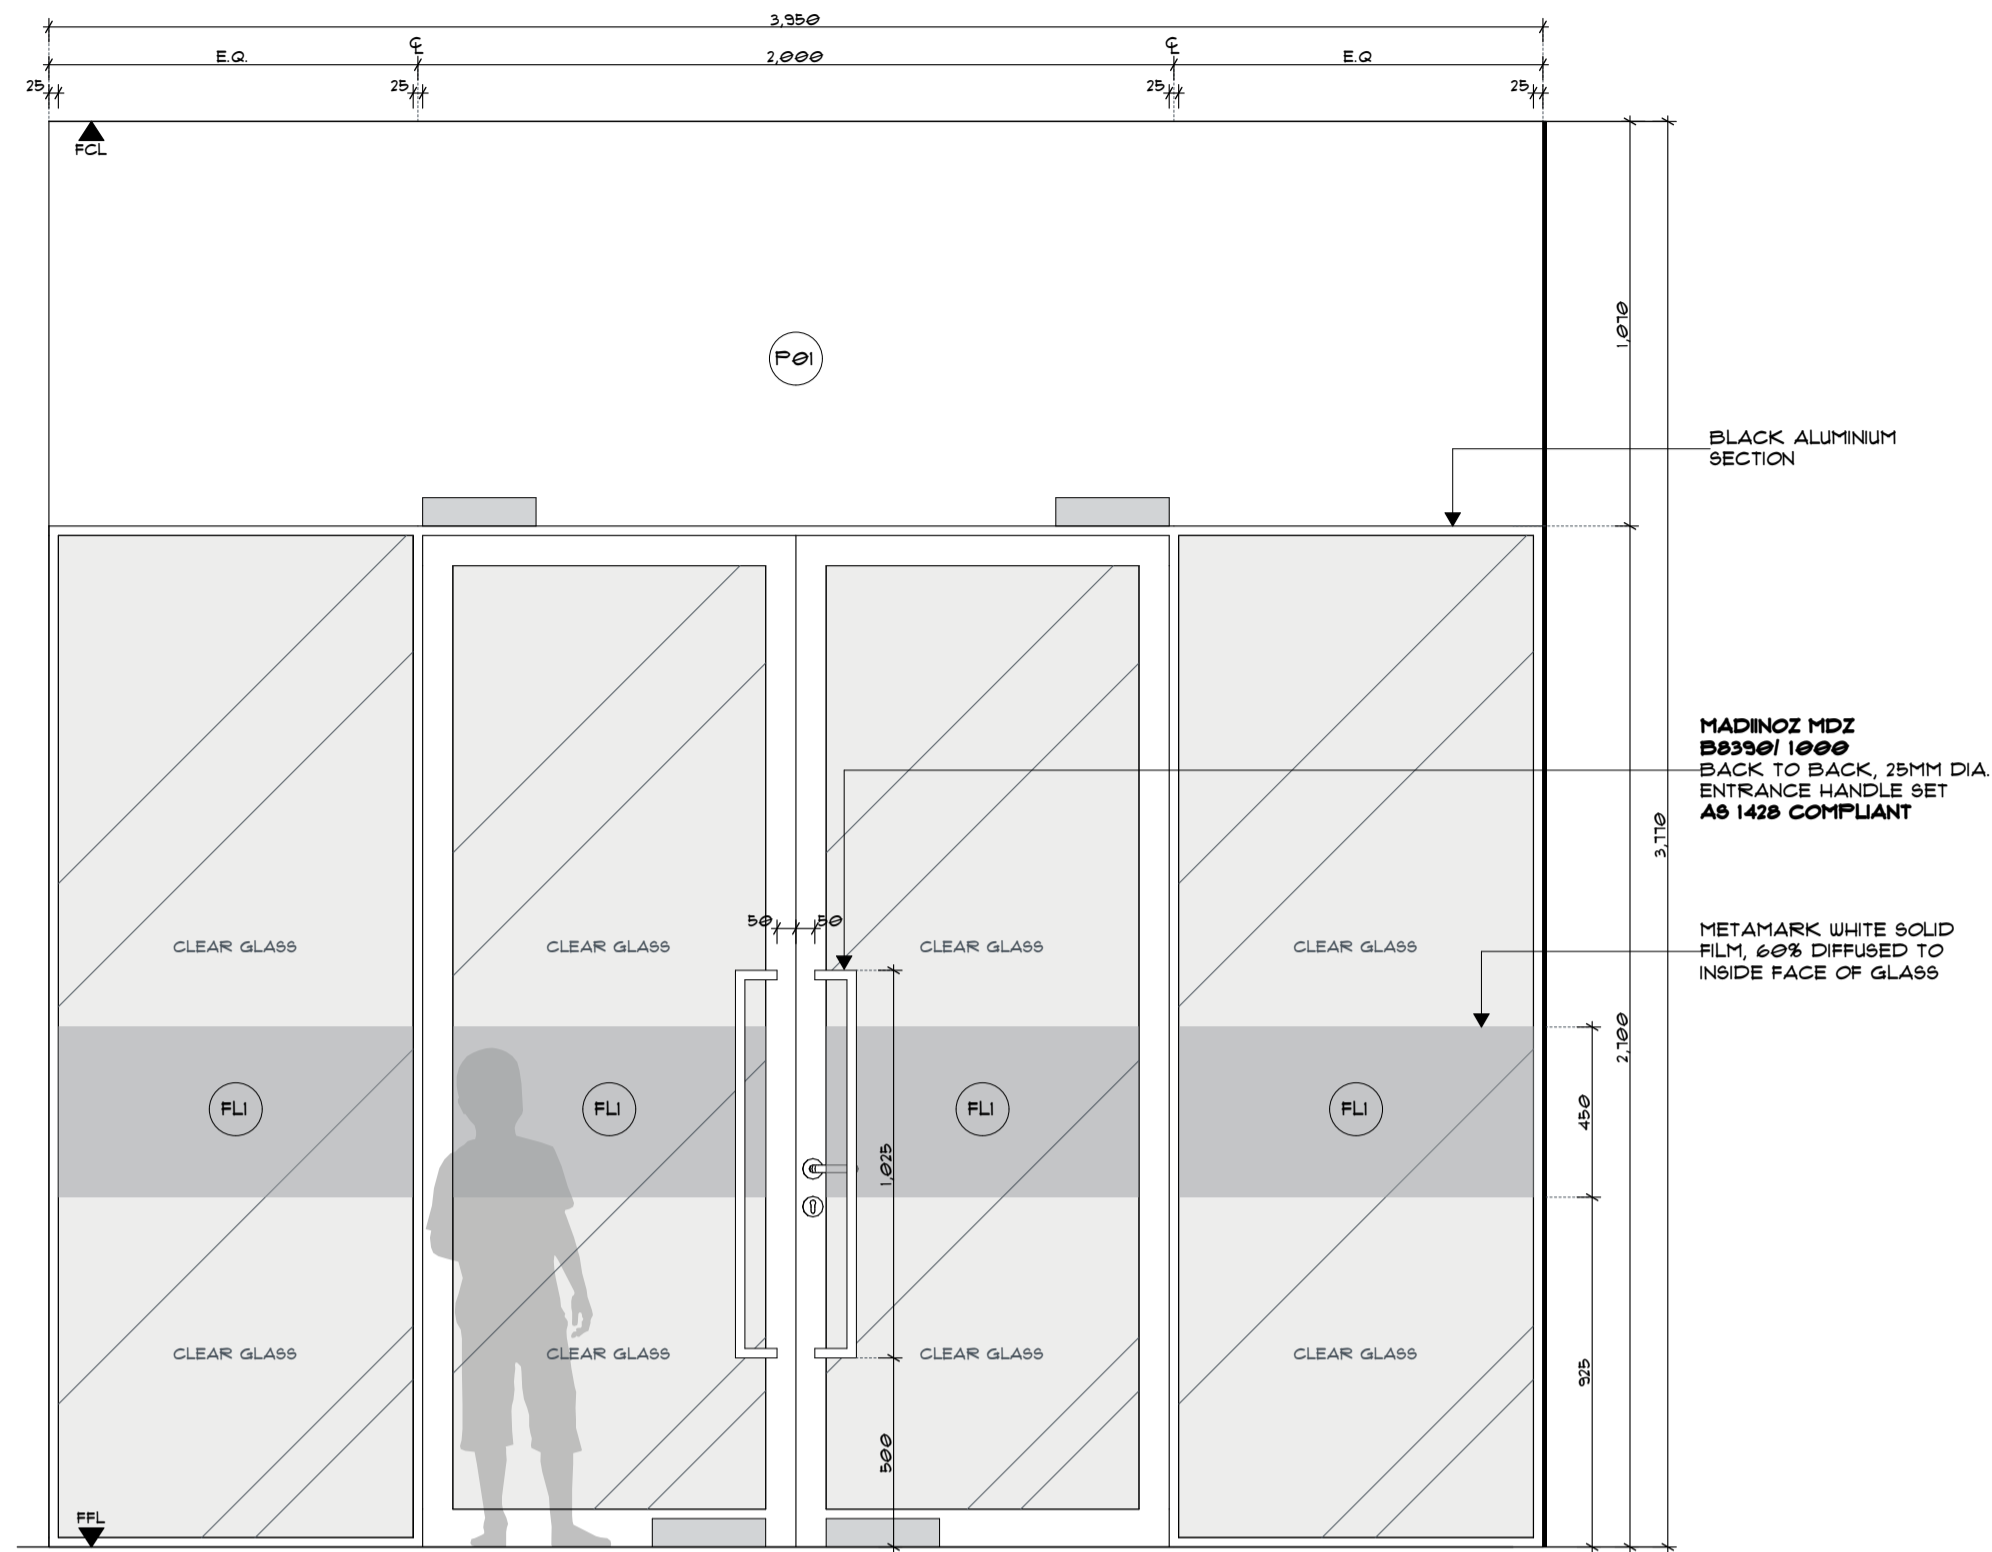 3,950
℄ ℄
E.Q. 2,000 E.Q
25 25 25 25
FCL
1,070
P01
BLACK ALUMINIUM
SECTION
MADIINOZ MDZ
B8390/ 1000
BACK TO BACK, 25MM DIA.
ENTRANCE HANDLE SET
AS 1428 COMPLIANT
3,770
50 50
METAMARK WHITE SOLID
FILM, 60% DIFFUSED TO
INSIDE FACE OF GLASS
CLEAR GLASS CLEAR GLASS CLEAR GLASS CLEAR GLASS
2,700
FL1 FL1 FL1 FL1
450
1,025
CLEAR GLASS CLEAR GLASS CLEAR GLASS CLEAR GLASS
925
500
FFL